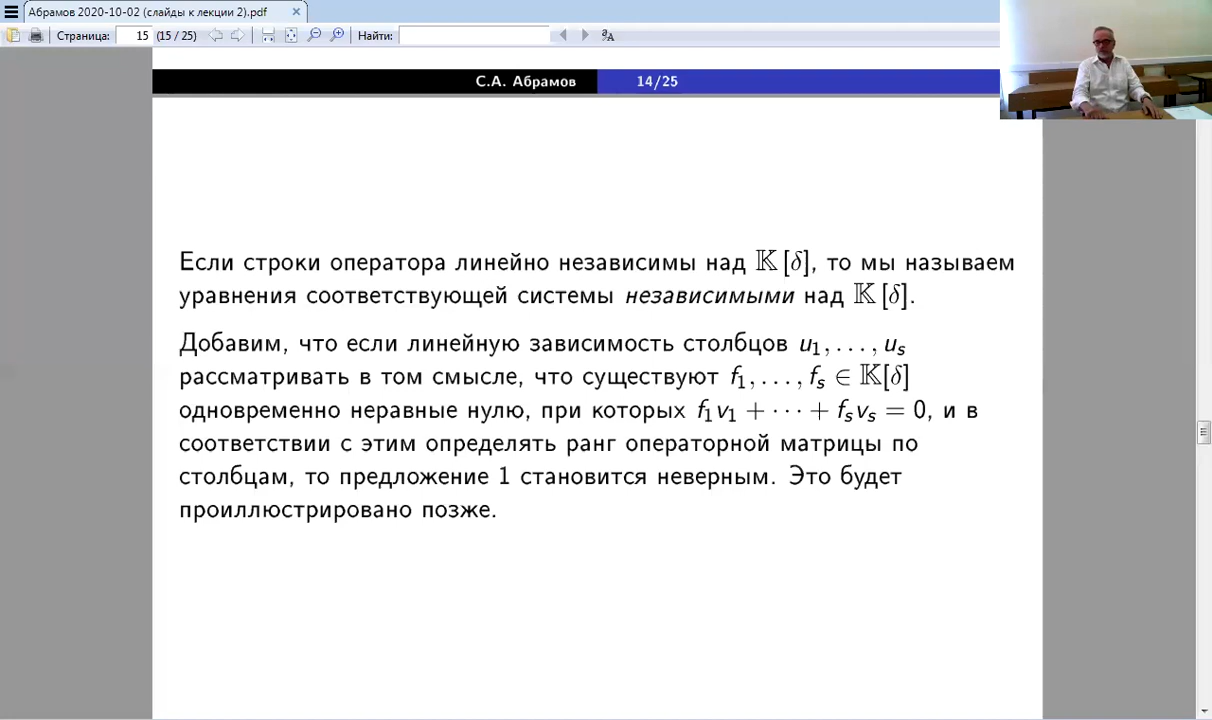 Абрамов 2020-10-02 (слайды к лекции 2).pdf
Страница: 15 (15 / 25) Найти:
С.А. Абрамов 14/25
Если строки оператора линейно независимы над 𝕂[δ], то мы называем
уравнения соответствующей системы независимыми над 𝕂[δ].
Добавим, что если линейную зависимость столбцов u₁, . . . , uₛ
рассматривать в том смысле, что существуют f₁, . . . , fₛ ∈ 𝕂[δ]
одновременно неравные нулю, при которых f₁v₁ + · · · + fₛvₛ = 0, и в
соответствии с этим определять ранг операторной матрицы по
столбцам, то предложение 1 становится неверным. Это будет
проиллюстрировано позже.